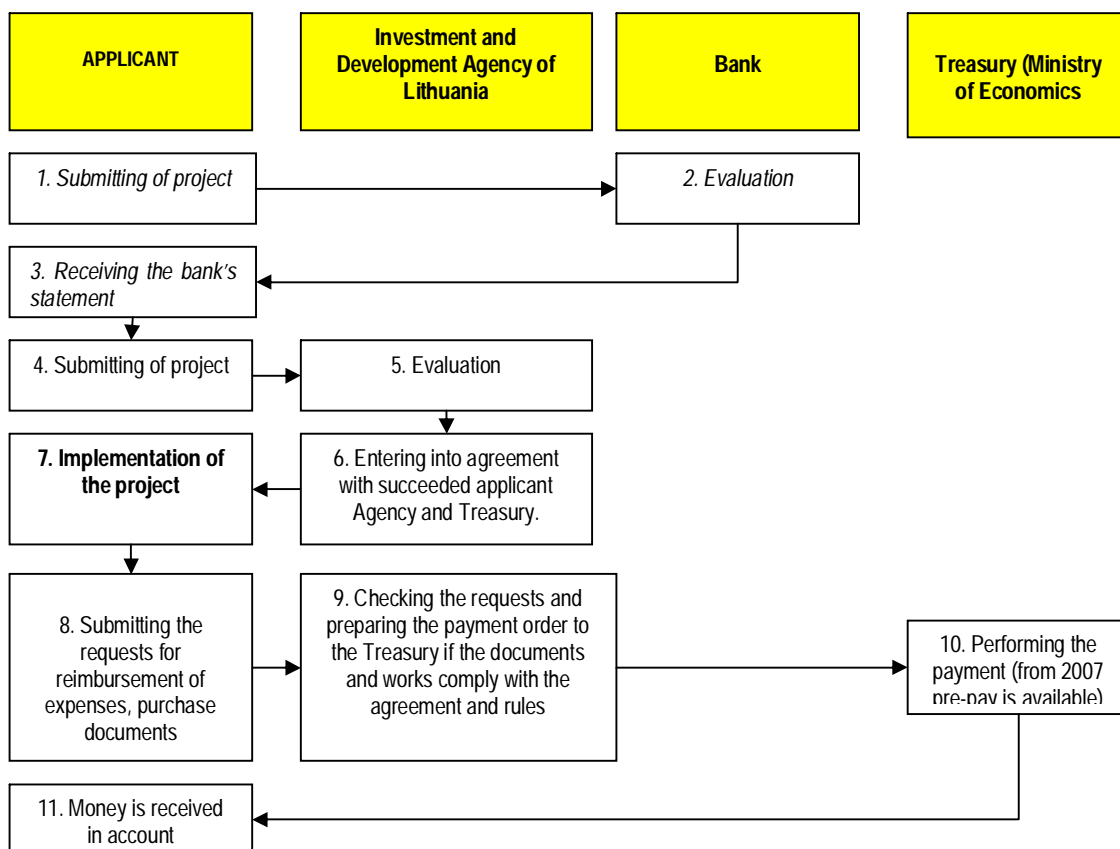 APPLICANT
Investment and
Development Agency of
Lithuania
Bank
Treasury (Ministry
of Economics
1. Submitting of project
2. Evaluation
3. Receiving the bank's
statement
4. Submitting of project
5. Evaluation
7. Implementation of
the project
6. Entering into agreement
with succeeded applicant
Agency and Treasury.
8. Submitting the
requests for
reimbursement of
expenses, purchase
documents
9. Checking the requests and
preparing the payment order to
the Treasury if the documents
and works comply with the
agreement and rules
10. Performing the
payment (from 2007
pre-pay is available)
11. Money is received
in account